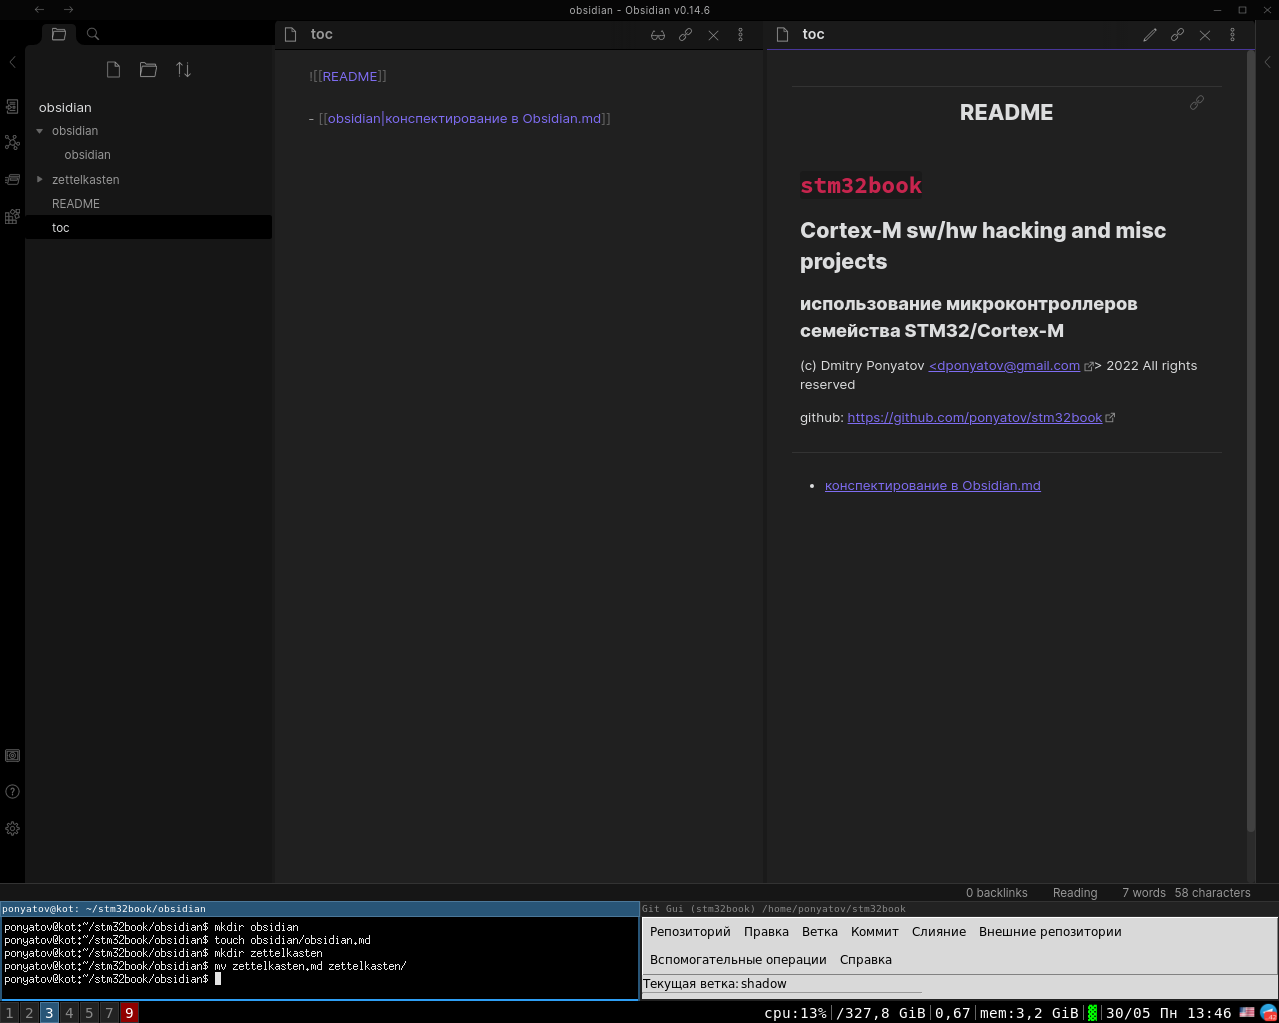 obsidian - Obsidian v0.14.6
toc
toc
obsidian
obsidian
obsidian
zettelkasten
README
toc
![[README]]
- [[obsidian|конспектирование в Obsidian.md]]
README
stm32book
Cortex-M sw/hw hacking and misc
projects
использование микроконтроллеров
семейства STM32/Cortex-M
(c) Dmitry Ponyatov <dponyatov@gmail.com> 2022 All rights
reserved
github: https://github.com/ponyatov/stm32book
• конспектирование в Obsidian.md
0 backlinks Reading 7 words 58 characters
ponyatov@kot: ~/stm32book/obsidian
ponyatov@kot:~/stm32book/obsidian$ mkdir obsidian
ponyatov@kot:~/stm32book/obsidian$ touch obsidian/obsidian.md
ponyatov@kot:~/stm32book/obsidian$ mkdir zettelkasten
ponyatov@kot:~/stm32book/obsidian$ mv zettelkasten.md zettelkasten/
ponyatov@kot:~/stm32book/obsidian$
Git Gui (stm32book) /home/ponyatov/stm32book
Репозиторий Правка Ветка Коммит Слияние Внешние репозитории
Вспомогательные операции Справка
Текущая ветка: shadow
1 2 3 4 5 7 9
cpu:13%|/327,8 GiB|0,67|mem:3,2 GiB|30/05 Пн 13:46